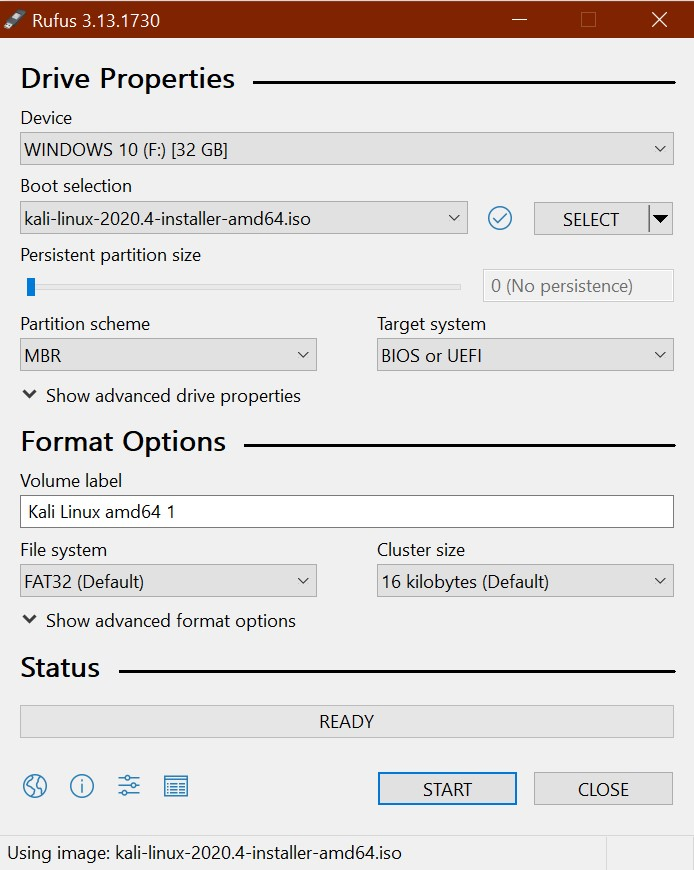 Rufus 3.13.1730
Drive Properties
Device
WINDOWS 10 (F:) [32 GB]
Boot selection
kali-linux-2020.4-installer-amd64.iso
SELECT
Persistent partition size
0 (No persistence)
Partition scheme
Target system
MBR
BIOS or UEFI
Show advanced drive properties
Format Options
Volume label
Kali Linux amd64 1
File system
Cluster size
FAT32 (Default)
16 kilobytes (Default)
Show advanced format options
Status
READY
START
CLOSE
Using image: kali-linux-2020.4-installer-amd64.iso